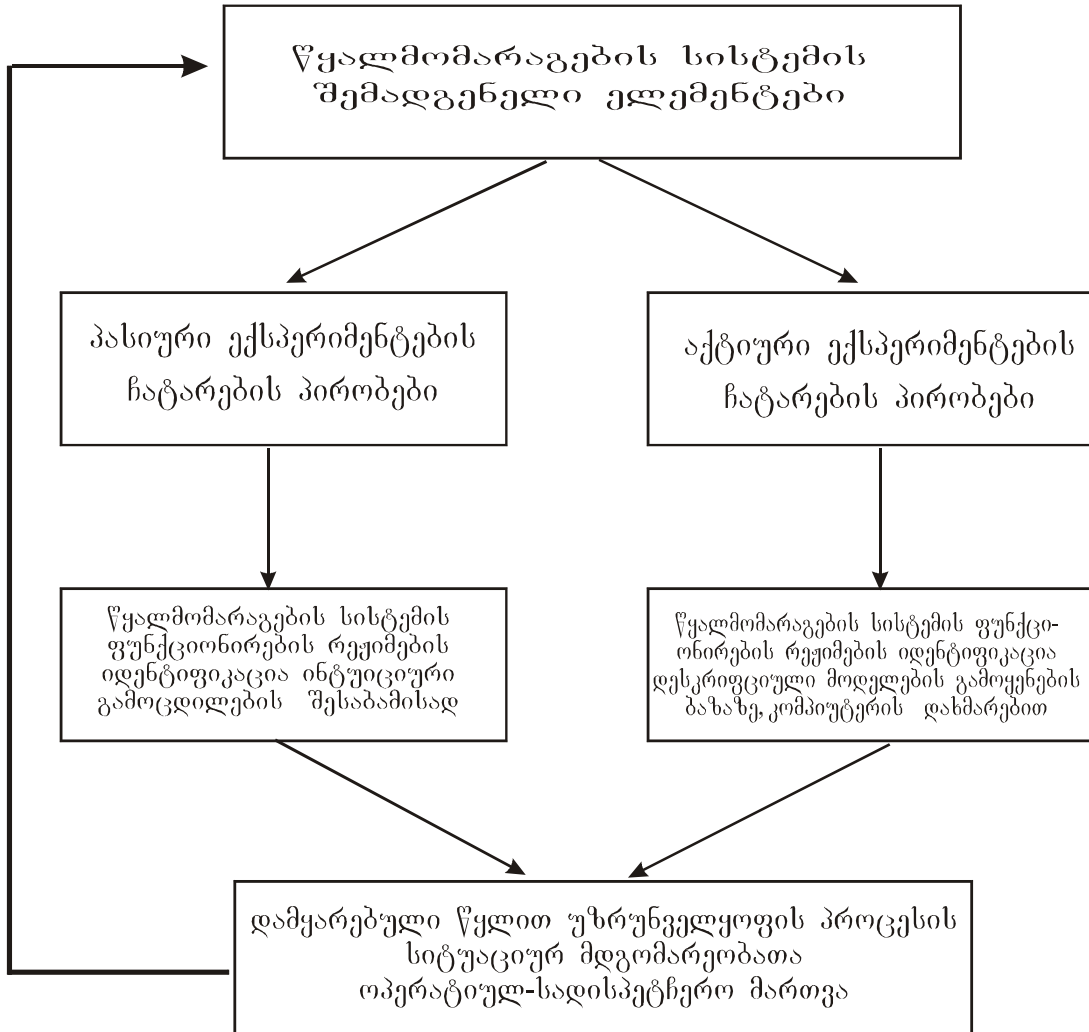 წყალმომარაგების სისტემის
შემადგენელი ელემენტები
პასიური ექსპერიმენტების
ჩატარების პირობები
აქტიური ექსპერიმენტების
ჩატარების პირობები
წყალმომარაგების სისტემის
ფუნქციონირების რეჟიმების
იდენტიფიკაცია ინტუიციური
გამოცდილების შესაბამისად
წყალმომარაგების სისტემის ფუნქცი-
ონირების რეჟიმების იდენტიფიკაცია
დესკრიფციული მოდელების გამოყენების
ბაზაზე, კომპიუტერის დახმარებით
დამყარებული წყლით უზრუნველყოფის პროცესის
სიტუაციურ მდგომარეობათა
ოპერატიულ-სადისპეტჩერო მართვა